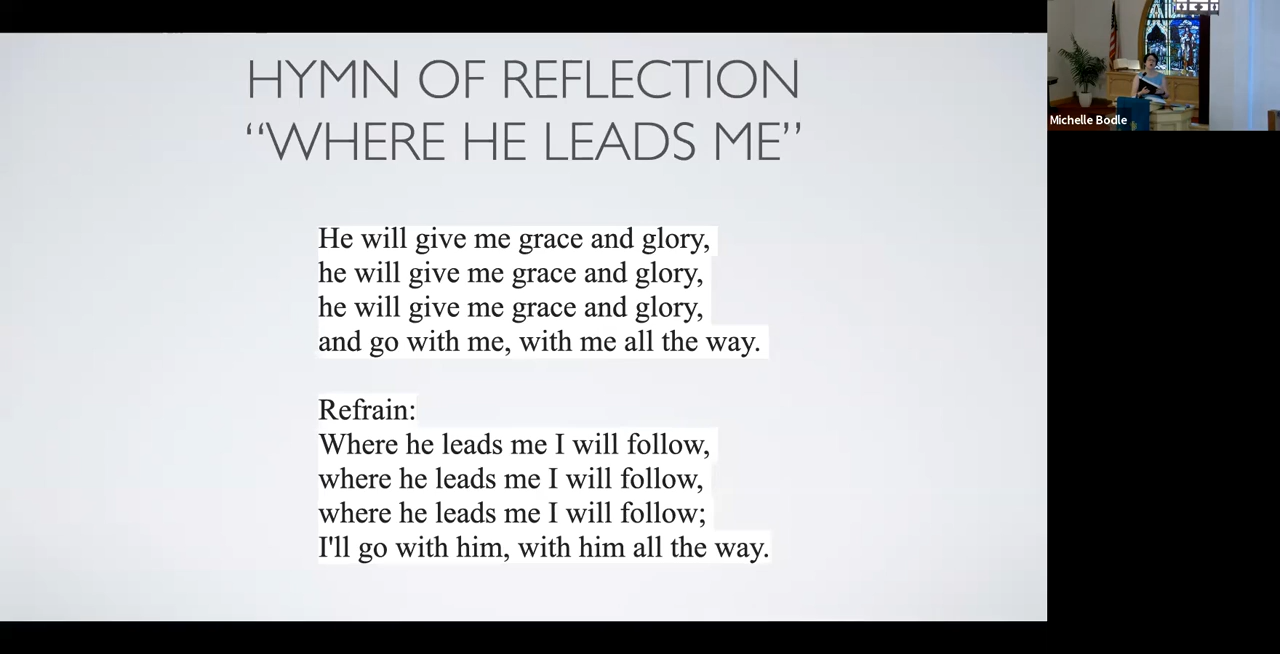 HYMN OF REFLECTION
“WHERE HE LEADS ME”
He will give me grace and glory,
he will give me grace and glory,
he will give me grace and glory,
and go with me, with me all the way.
Refrain:
Where he leads me I will follow,
where he leads me I will follow,
where he leads me I will follow;
I'll go with him, with him all the way.
Michelle Bodle